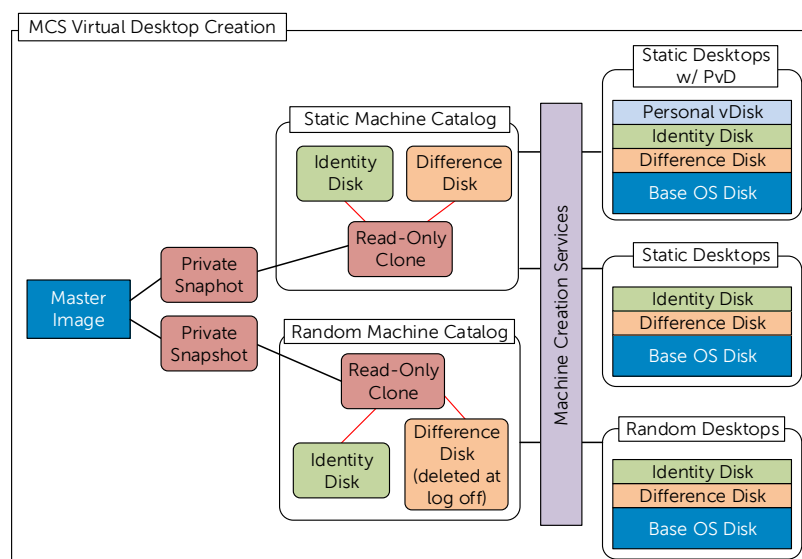 MCS Virtual Desktop Creation
Static Desktops
w/ PvD
Personal vDisk
Identity Disk
Difference Disk
Base OS Disk
Static Machine Catalog
Identity
Disk
Difference
Disk
Read-Only
Clone
Private
Snaphot
Master
Image
Private
Snapshot
Random Machine Catalog
Read-Only
Clone
Identity
Disk
Difference
Disk
(deleted at
log off)
Machine Creation Services
Static Desktops
Identity Disk
Difference Disk
Base OS Disk
Random Desktops
Identity Disk
Difference Disk
Base OS Disk